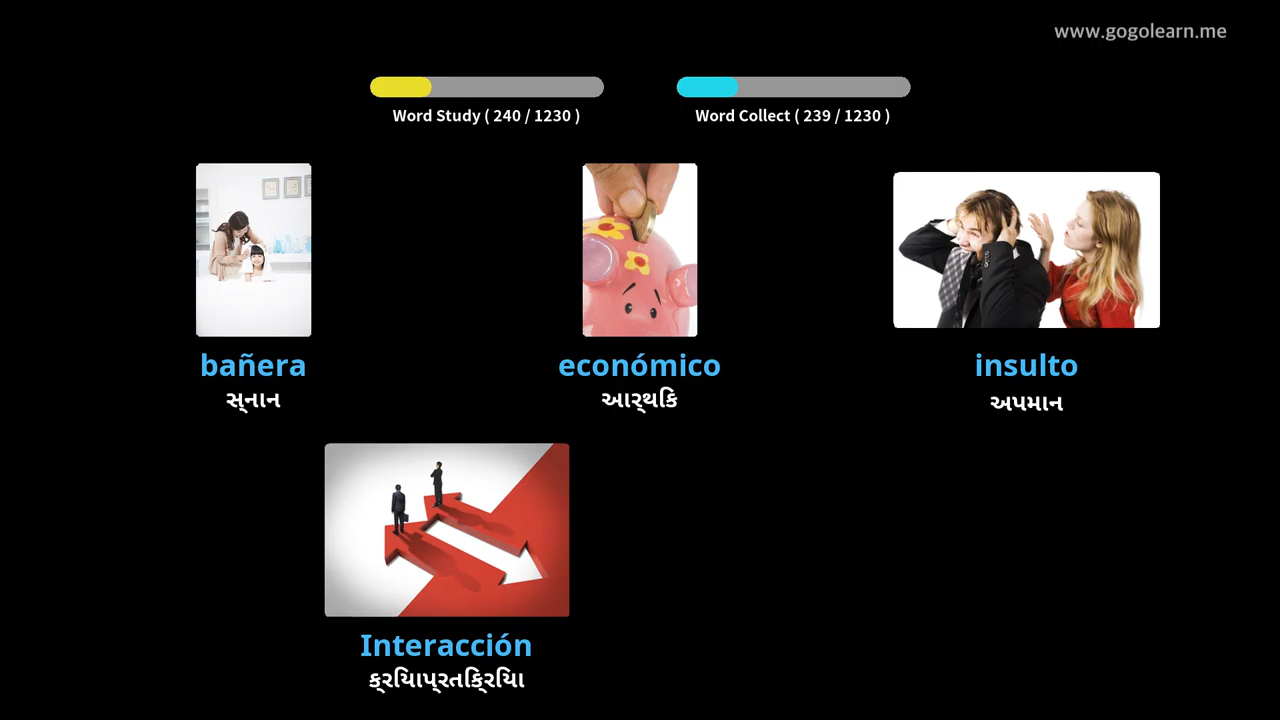 www.gogolearn.me
Word Study ( 240 / 1230 )
Word Collect ( 239 / 1230 )
bañera
સ્નાન
económico
આર્થિક
insulto
અપમાન
Interacción
ક્રિયાપ્રતિક્રિયા